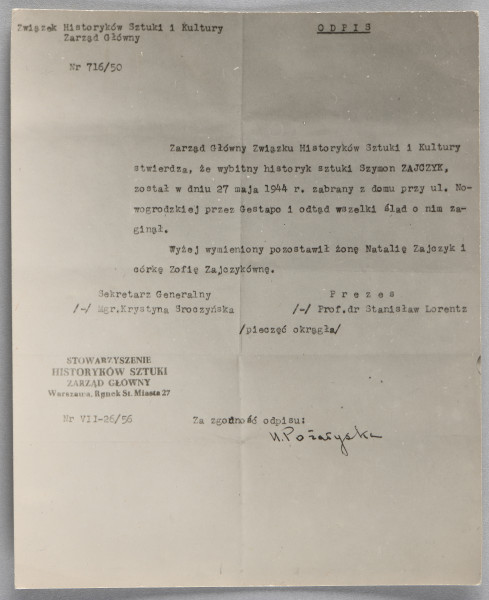 Związek Historyków Sztuki i Kultury
Zarząd Główny
O D P I S
Nr 716/50
Zarząd Główny Związku Historyków Sztuki i Kultury
stwierdza, że wybitny historyk sztuki Szymon ZAJCZYK,
został w dniu 27 maja 1944 r. zabrany z domu przy ul. No-
wogrodzkiej przez Gestapo i odtąd wszelki ślad o nim za-
ginął.
Wyżej wymieniony pozostawił żonę Natalię Zajczyk i
córkę Zofię Zajczykównę.
Sekretarz Generalny
/-/ Mgr.Krystyna Sroczyńska
P r e z e s
/-/ Prof.dr Stanisław Lorentz
/pieczęć okrągła/
STOWARZYSZENIE
HISTORYKÓW SZTUKI
ZARZĄD GŁÓWNY
Warszawa, Rynek St. Miasta 27
Nr VII-26/56
Za zgodność odpisu: